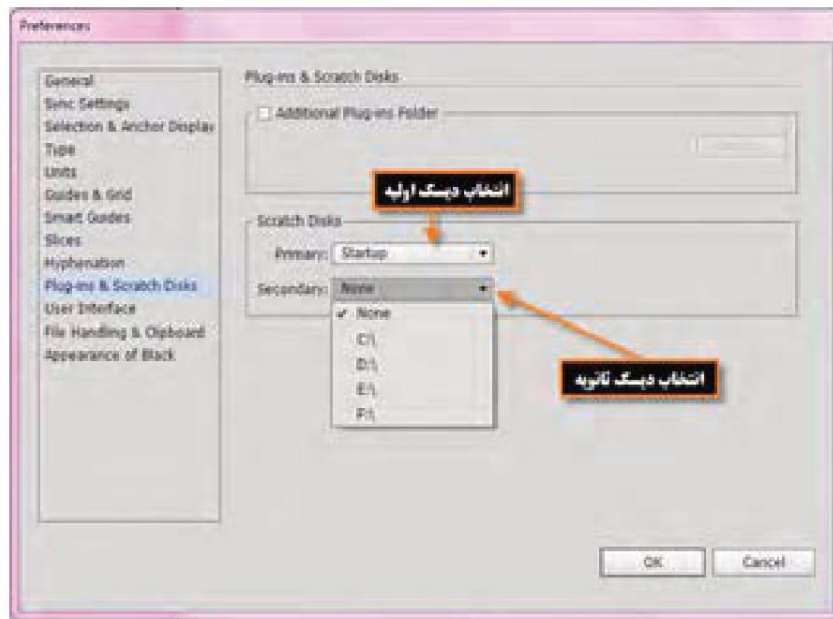 Preferences
General
Sync Settings
Selection & Anchor Display
Type
Units
Guides & Grid
Smart Guides
Slices
Hyphenation
Plug-ins & Scratch Disks
User Interface
File Handling & Clipboard
Appearance of Black
Plug-ins & Scratch Disks
Additional Plug-ins Folder
انتخاب دیسک اولیه
Scratch Disks
Primary: Startup
Secondary: None
None
C:\
D:\
E:\
F:\
انتخاب دیسک ثانویه
OK Cancel